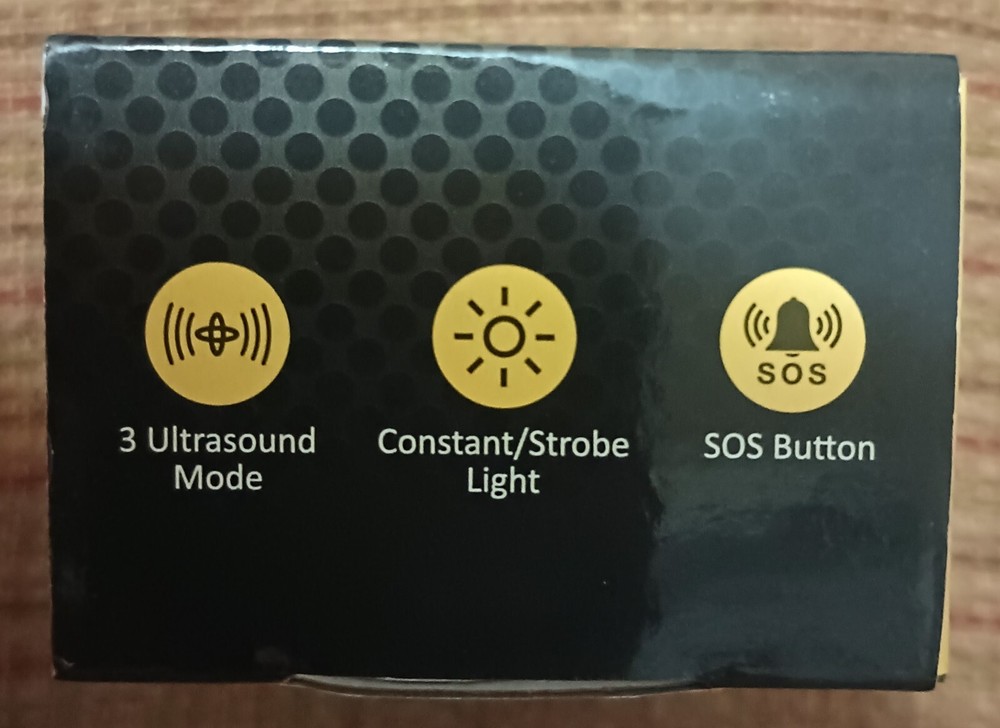 SOS
3 Ultrasound
Mode
Constant/Strobe
Light
SOS Button